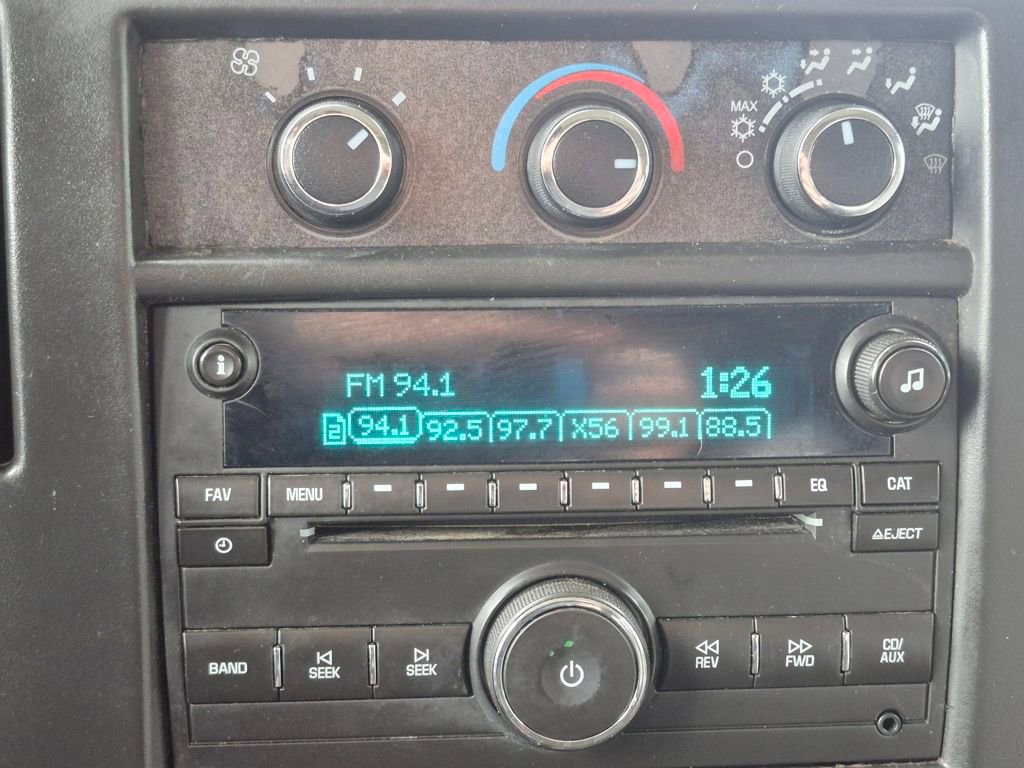 MAX
i
FM 94.1 1:26
2 94.1 92.5 97.7 X56 99.1 88.5
FAV MENU EQ CAT
EJECT
BAND SEEK SEEK REV FWD CD/
AUX